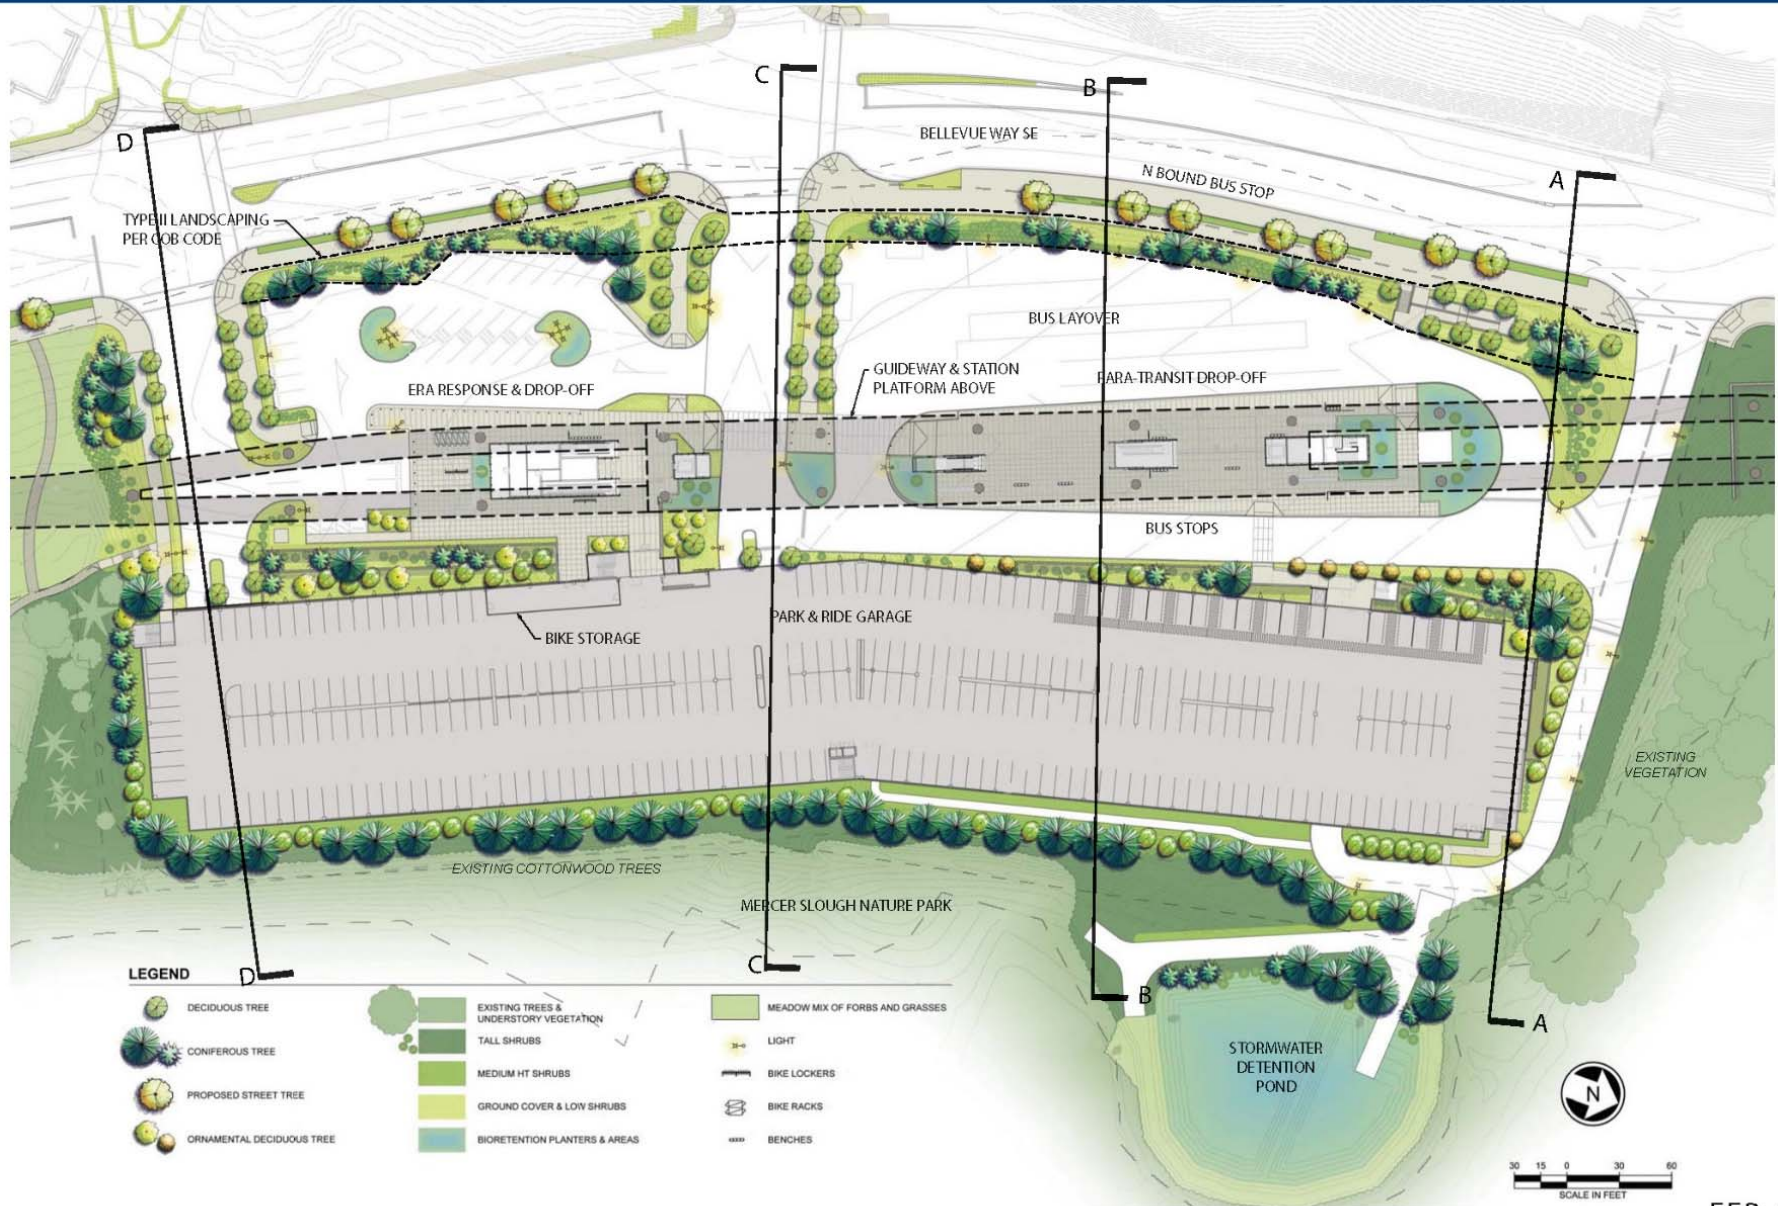 C
B
D
A
BELLEVUE WAY SE
N BOUND BUS STOP
TYPE II LANDSCAPING
PER COB CODE
BUS LAYOVER
GUIDEWAY & STATION
PLATFORM ABOVE
PARA-TRANSIT DROP-OFF
ERA RESPONSE & DROP-OFF
BUS STOPS
PARK & RIDE GARAGE
BIKE STORAGE
EXISTING
VEGETATION
EXISTING COTTONWOOD TREES
MERCER SLOUGH NATURE PARK
D
C
B
A
STORMWATER
DETENTION
POND
LEGEND
DECIDUOUS TREE
CONIFEROUS TREE
PROPOSED STREET TREE
ORNAMENTAL DECIDUOUS TREE
EXISTING TREES &
UNDERSTORY VEGETATION
TALL SHRUBS
MEDIUM HT SHRUBS
GROUND COVER & LOW SHRUBS
BIORETENTION PLANTERS & AREAS
MEADOW MIX OF FORBS AND GRASSES
LIGHT
BIKE LOCKERS
BIKE RACKS
BENCHES
N
30 15 0 30 60
SCALE IN FEET